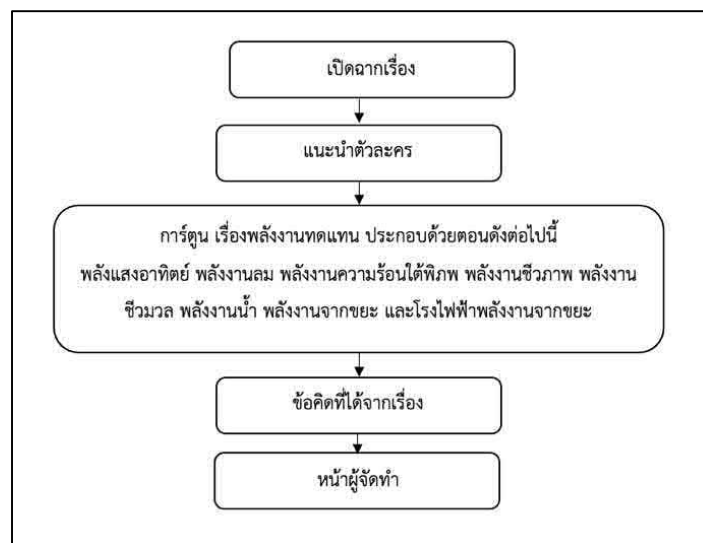 เปิดฉากเรื่อง
แนะนำตัวละคร
การ์ตูน เรื่องพลังงานทดแทน ประกอบด้วยตอนดังต่อไปนี้
พลังแสงอาทิตย์ พลังงานลม พลังงานความร้อนใต้พิภพ พลังงานชีวภาพ พลังงาน
ชีวมวล พลังงานน้ำ พลังงานจากขยะ และโรงไฟฟ้าพลังงานจากขยะ
ข้อคิดที่ได้จากเรื่อง
หน้าผู้จัดทำ